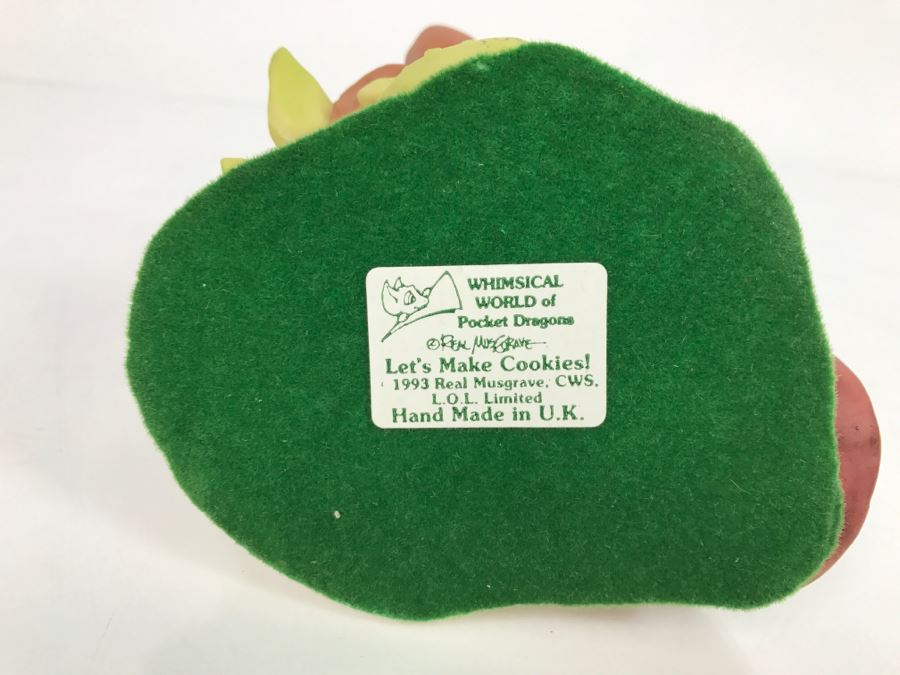 WHIMSICAL
WORLD of
Pocket Dragons
© REAL MUSGRAVE
Let's Make Cookies!
1993 Real Musgrave, CWS.
L.O.L. Limited
Hand Made in U.K.